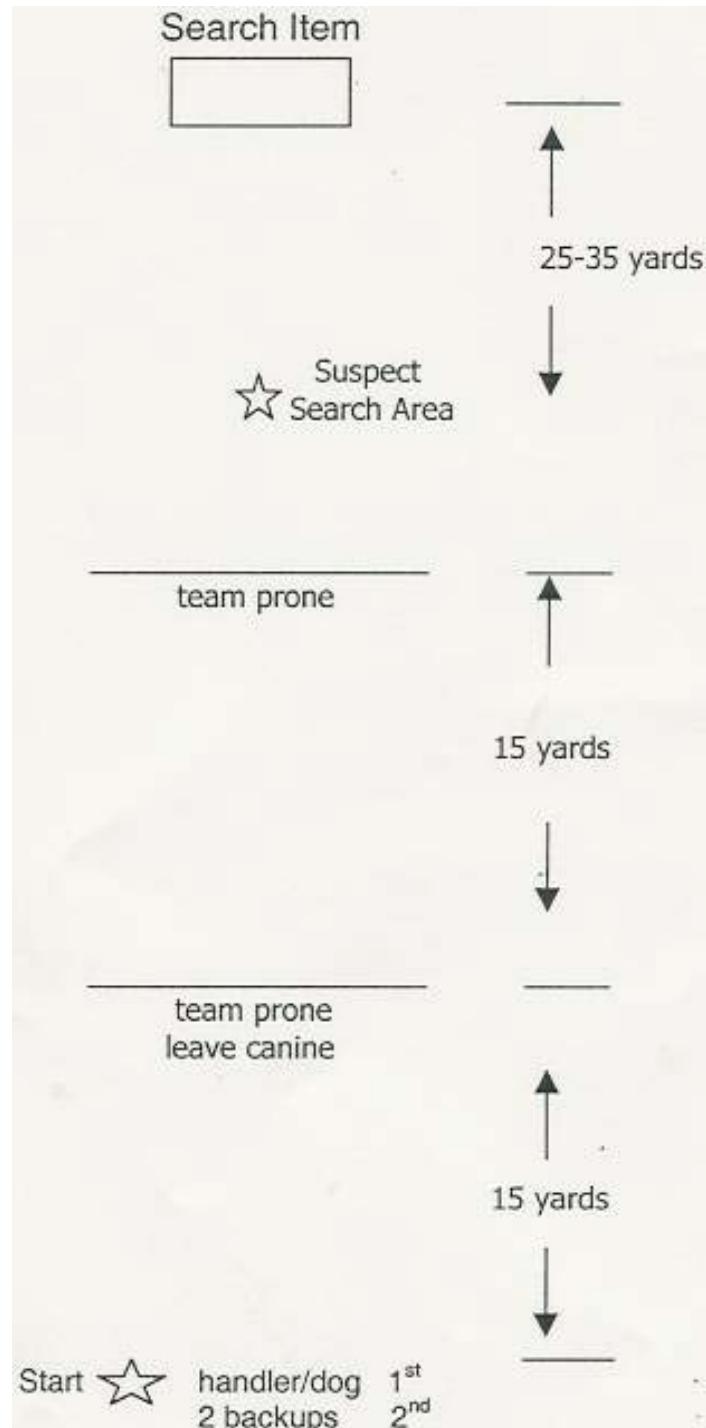 Search Item
25-35 yards
Suspect
Search Area
team prone
15 yards
team prone
leave canine
15 yards
Start handler/dog 1st
2 backups 2nd